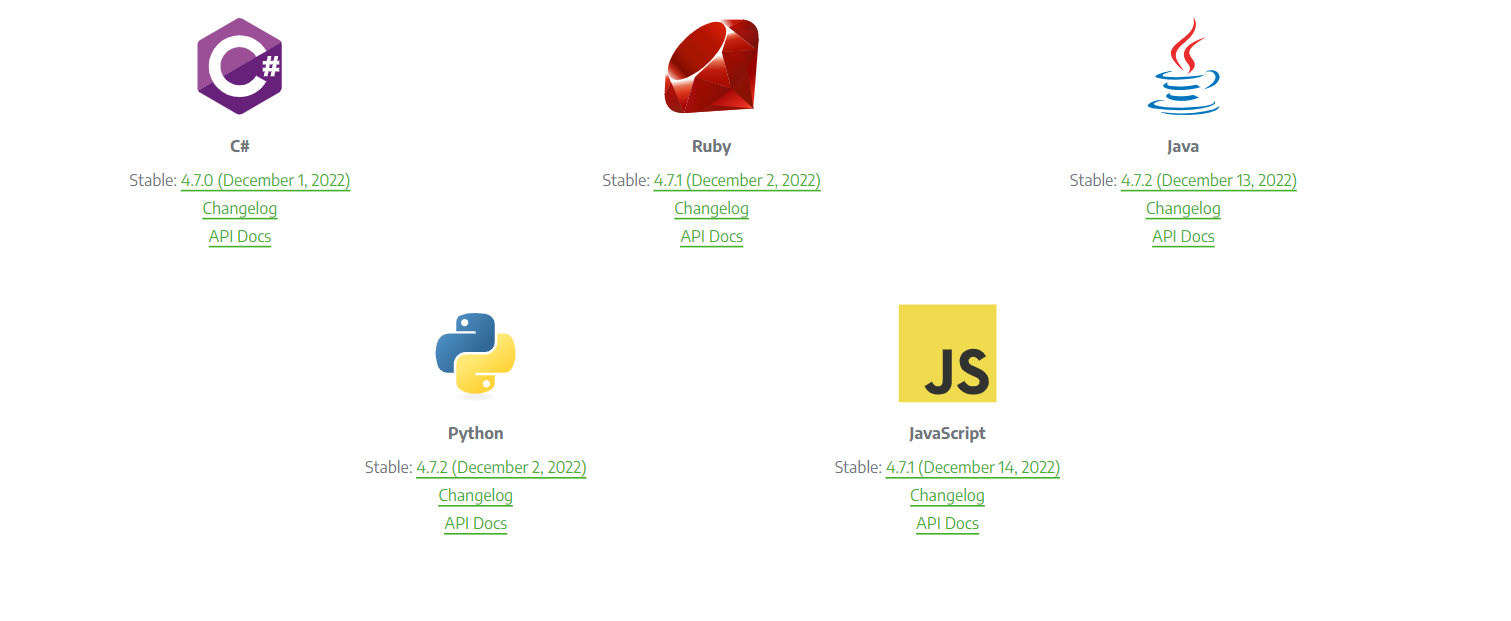 C#
C#
Stable: 4.7.0 (December 1, 2022)
Changelog
API Docs
Ruby
Stable: 4.7.1 (December 2, 2022)
Changelog
API Docs
Java
Stable: 4.7.2 (December 13, 2022)
Changelog
API Docs
Python
Stable: 4.7.2 (December 2, 2022)
Changelog
API Docs
JS
JavaScript
Stable: 4.7.1 (December 14, 2022)
Changelog
API Docs